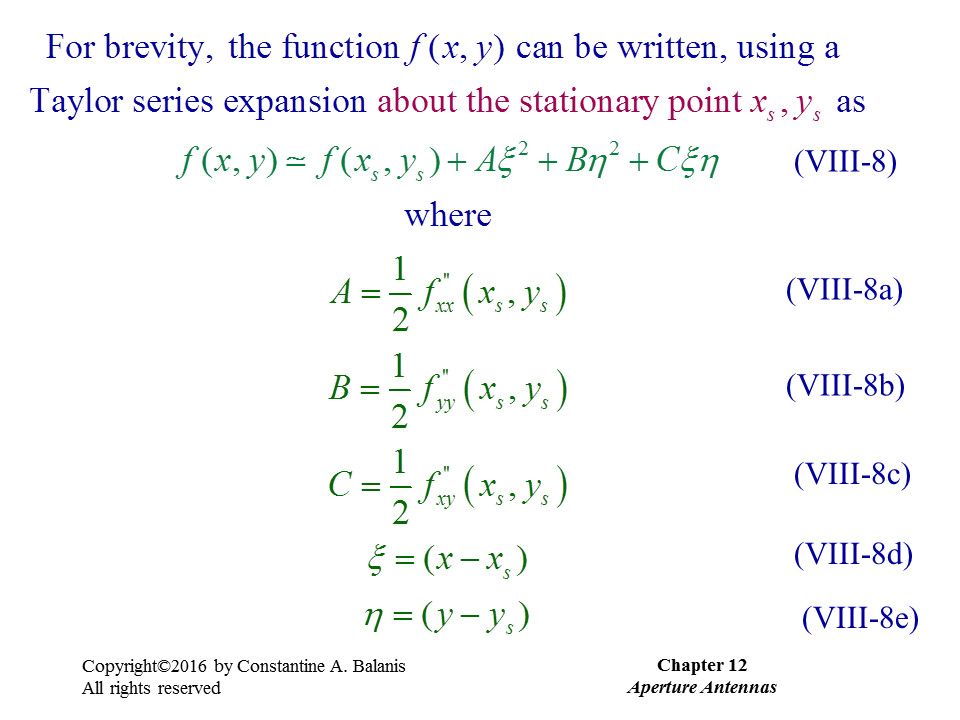 For brevity, the function f (x, y) can be written, using a
Taylor series expansion about the stationary point xₛ , yₛ as
f (x, y) ≃ f (xₛ , yₛ ) + Aξ² + Bη² + Cξη (VIII-8)
where
A = 1/2 f''ₓₓ (xₛ , yₛ) (VIII-8a)
B = 1/2 f''_yy (xₛ , yₛ) (VIII-8b)
C = 1/2 f''_xy (xₛ , yₛ) (VIII-8c)
ξ = (x − xₛ) (VIII-8d)
η = (y − yₛ) (VIII-8e)
Copyright©2016 by Constantine A. Balanis
All rights reserved
Chapter 12
Aperture Antennas